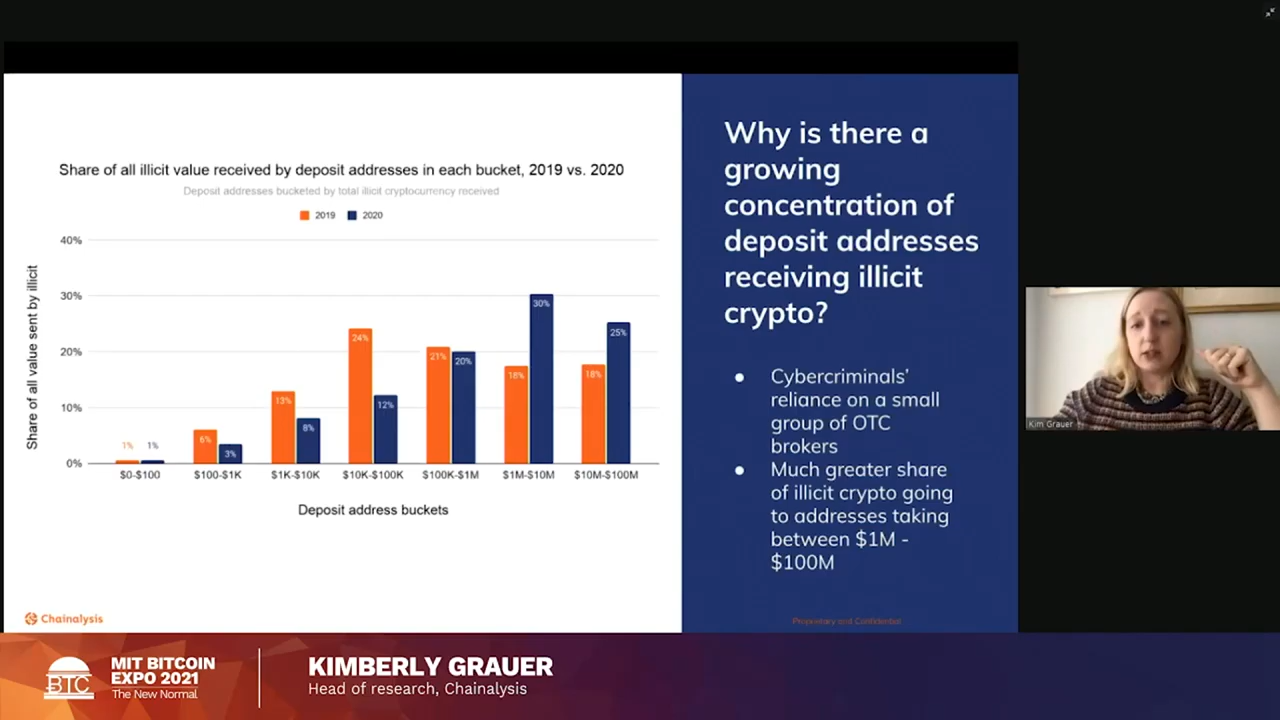 Share of all illicit value received by deposit addresses in each bucket, 2019 vs. 2020
Deposit addresses bucketed by total illicit cryptocurrency received
2019
2020
Share of all value sent by illicit
40%
30%
20%
10%
0%
1%
1%
6%
3%
13%
8%
24%
12%
21%
20%
18%
30%
18%
25%
$0-$100
$100-$1K
$1K-$10K
$10K-$100K
$100K-$1M
$1M-$10M
$10M-$100M
Deposit address buckets
Chainalysis
Why is there a
growing
concentration of
deposit addresses
receiving illicit
crypto?
● Cybercriminals’
reliance on a small
group of OTC
brokers
● Much greater share
of illicit crypto going
to addresses taking
between $1M -
$100M
Proprietary and Confidential
Kim Grauer
BTC
MIT BITCOIN
EXPO 2021
The New Normal
KIMBERLY GRAUER
Head of research, Chainalysis